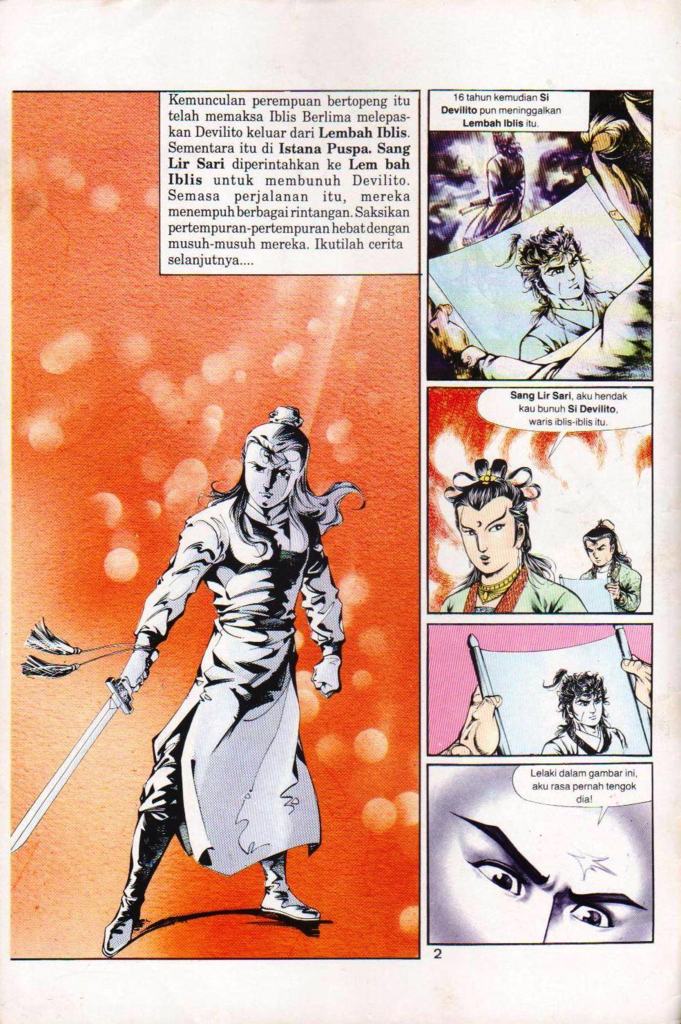 Kemunculan perempuan bertopeng itu
telah memaksa Iblis Berlima melepas-
kan Devilito keluar dari Lembah Iblis.
Sementara itu di Istana Puspa. Sang
Lir Sari diperintahkan ke Lem bah
Iblis untuk membunuh Devilito.
Semasa perjalanan itu, mereka
menempuh berbagai rintangan. Saksikan
pertempuran-pertempuran hebat dengan
musuh-musuh mereka. Ikutilah cerita
selanjutnya....
16 tahun kemudian Si
Devilito pun meninggalkan
Lembah Iblis itu.
Sang Lir Sari, aku hendak
kau bunuh Si Devilito,
waris iblis-iblis itu.
Lelaki dalam gambar ini,
aku rasa pernah tengok
dia!
2